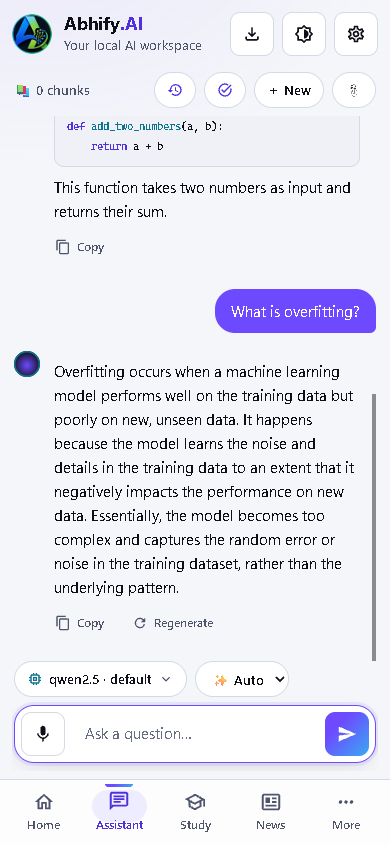 Abhify.AI
Your local AI workspace
0 chunks
+ New
def add_two_numbers(a, b):
    return a + b
This function takes two numbers as input and
returns their sum.
Copy
What is overfitting?
Overfitting occurs when a machine learning
model performs well on the training data but
poorly on new, unseen data. It happens
because the model learns the noise and
details in the training data to an extent that it
negatively impacts the performance on new
data. Essentially, the model becomes too
complex and captures the random error or
noise in the training dataset, rather than the
underlying pattern.
Copy Regenerate
qwen2.5 · default Auto
Ask a question...
Home Assistant Study News More